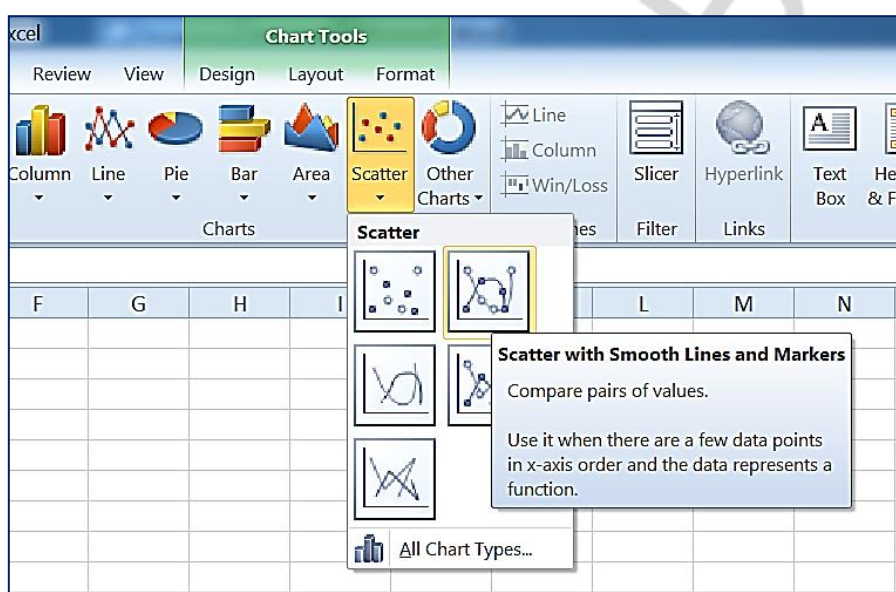 Chart Tools
Review View Design Layout Format
Column Line Pie Bar Area Scatter Other Charts
Line
Column
Win/Loss
Slicer Hyperlink Text Box
Charts Filter Links
Scatter
F G H I L M N
Scatter with Smooth Lines and Markers
Compare pairs of values.
Use it when there are a few data points
in x-axis order and the data represents a
function.
All Chart Types...